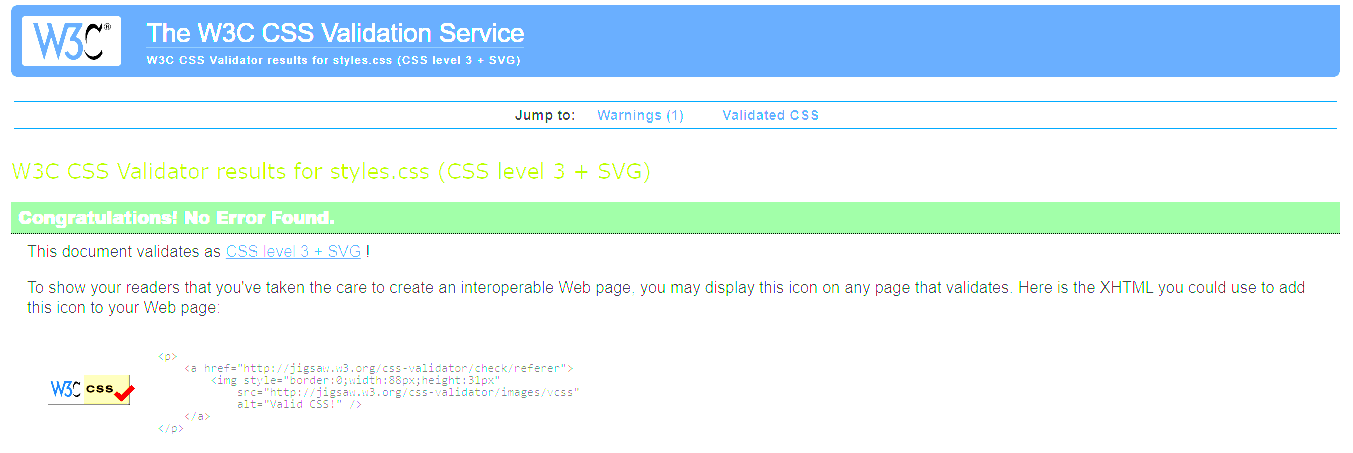 W3C®
The W3C CSS Validation Service
W3C CSS Validator results for styles.css (CSS level 3 + SVG)
Jump to: Warnings (1) Validated CSS
W3C CSS Validator results for styles.css (CSS level 3 + SVG)
Congratulations! No Error Found.
This document validates as CSS level 3 + SVG !
To show your readers that you've taken the care to create an interoperable Web page, you may display this icon on any page that validates. Here is the XHTML you could use to add
this icon to your Web page:
W3C css
<p>
<a href="http://jigsaw.w3.org/css-validator/check/referer">
<img style="border:0;width:88px;height:31px"
src="http://jigsaw.w3.org/css-validator/images/vcss"
alt="Valid CSS!" />
</a>
</p>